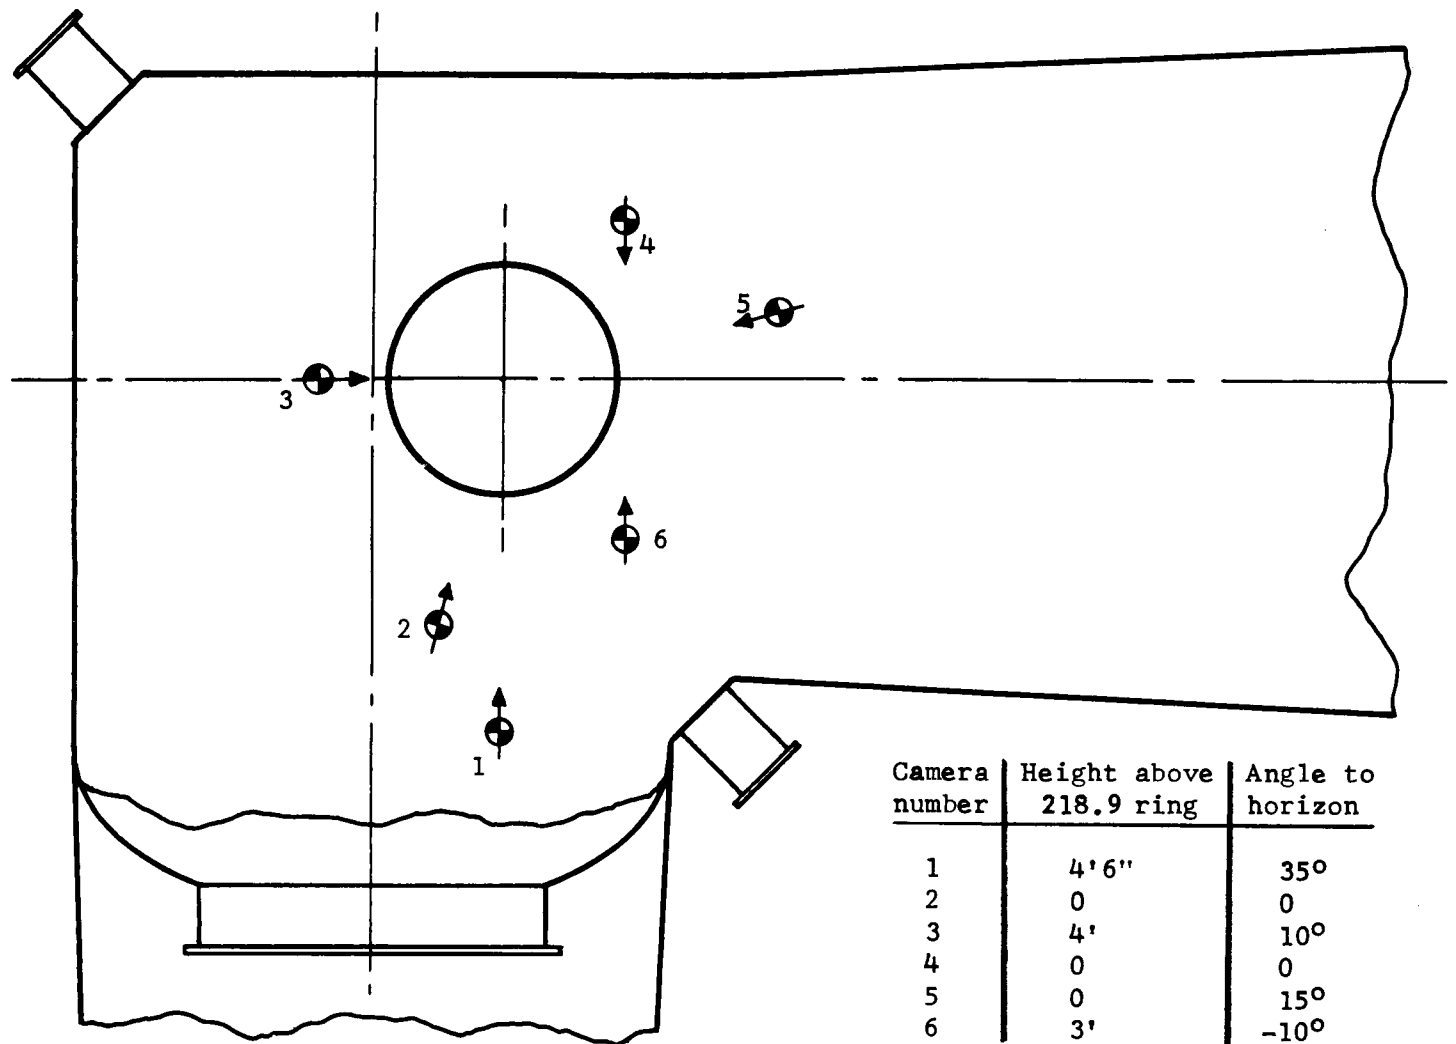 4
5
3
6
2
1
Camera number | Height above 218.9 ring | Angle to horizon
1 | 4'6" | 35°
2 | 0 | 0
3 | 4' | 10°
4 | 0 | 0
5 | 0 | 15°
6 | 3' | -10°